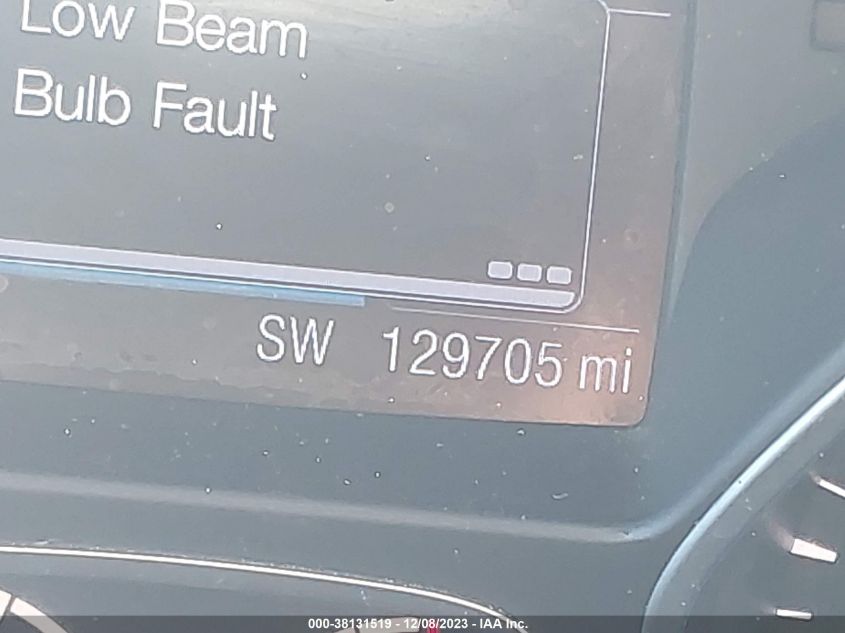 Low Beam
Bulb Fault
SW 129705 mi
000-38131519 - 12/08/2023 - IAA Inc.